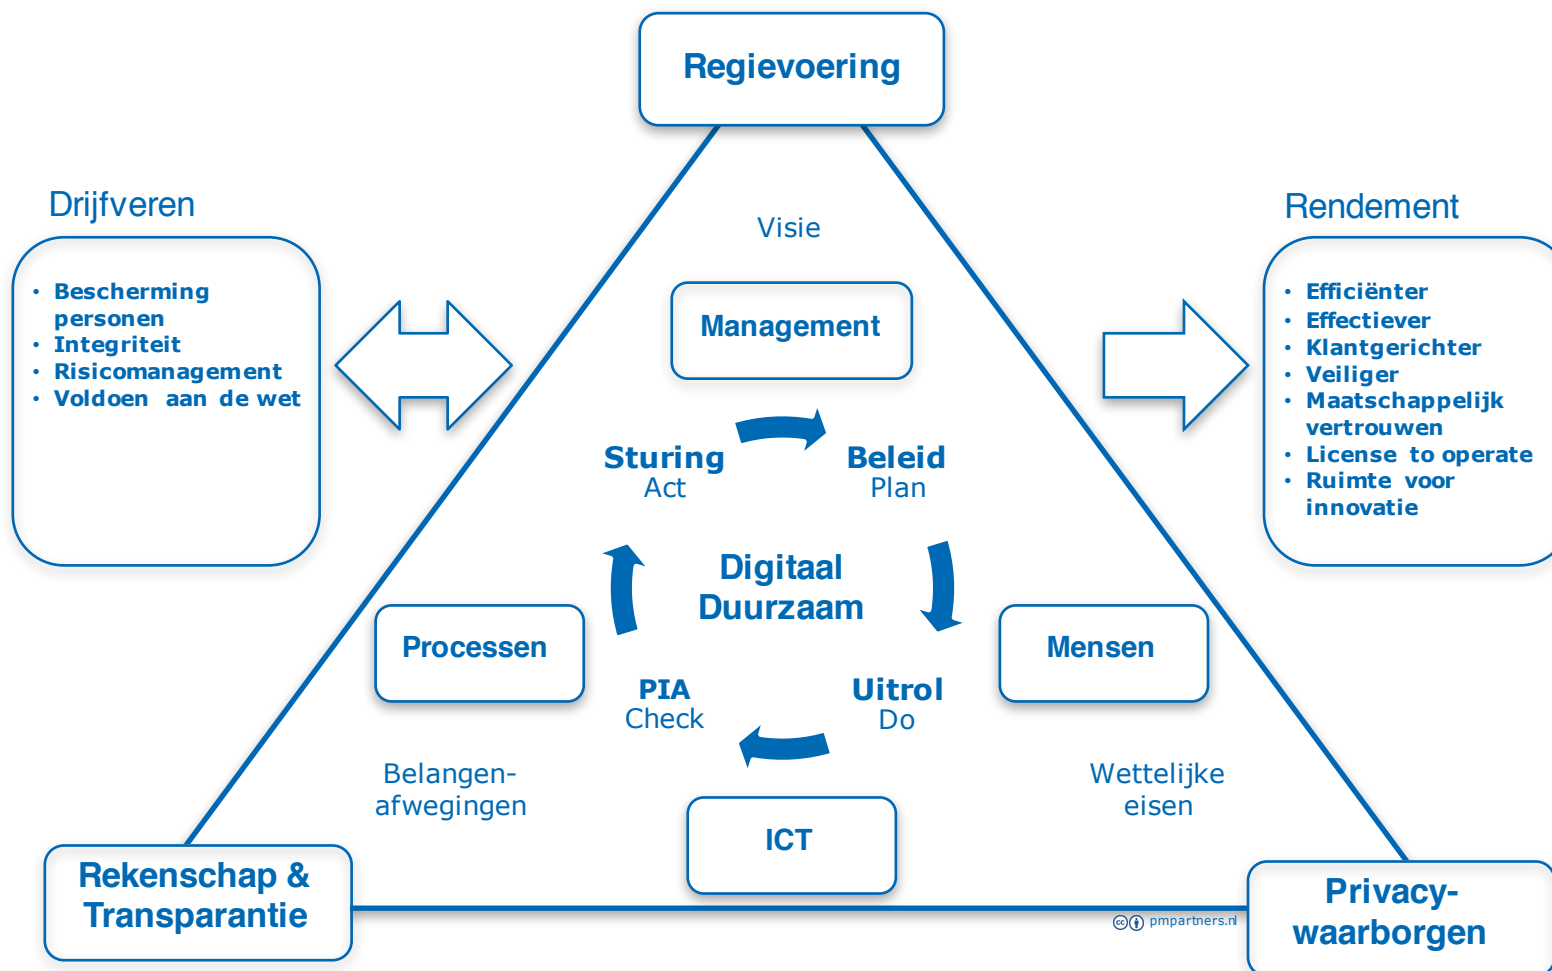 Regievoering
Drijfveren
• Bescherming
personen
• Integriteit
• Risicomanagement
• Voldoen aan de wet
Visie
Management
Sturing
Act
Beleid
Plan
Digitaal
Duurzaam
Processen
Mensen
PIA
Check
Uitrol
Do
Belangen-
afwegingen
Wettelijke
eisen
ICT
Rendement
• Efficiënter
• Effectiever
• Klantgerichter
• Veiliger
• Maatschappelijk
vertrouwen
• License to operate
• Ruimte voor
innovatie
Rekenschap &
Transparantie
Privacy-
waarborgen
cc pmpartners.nl